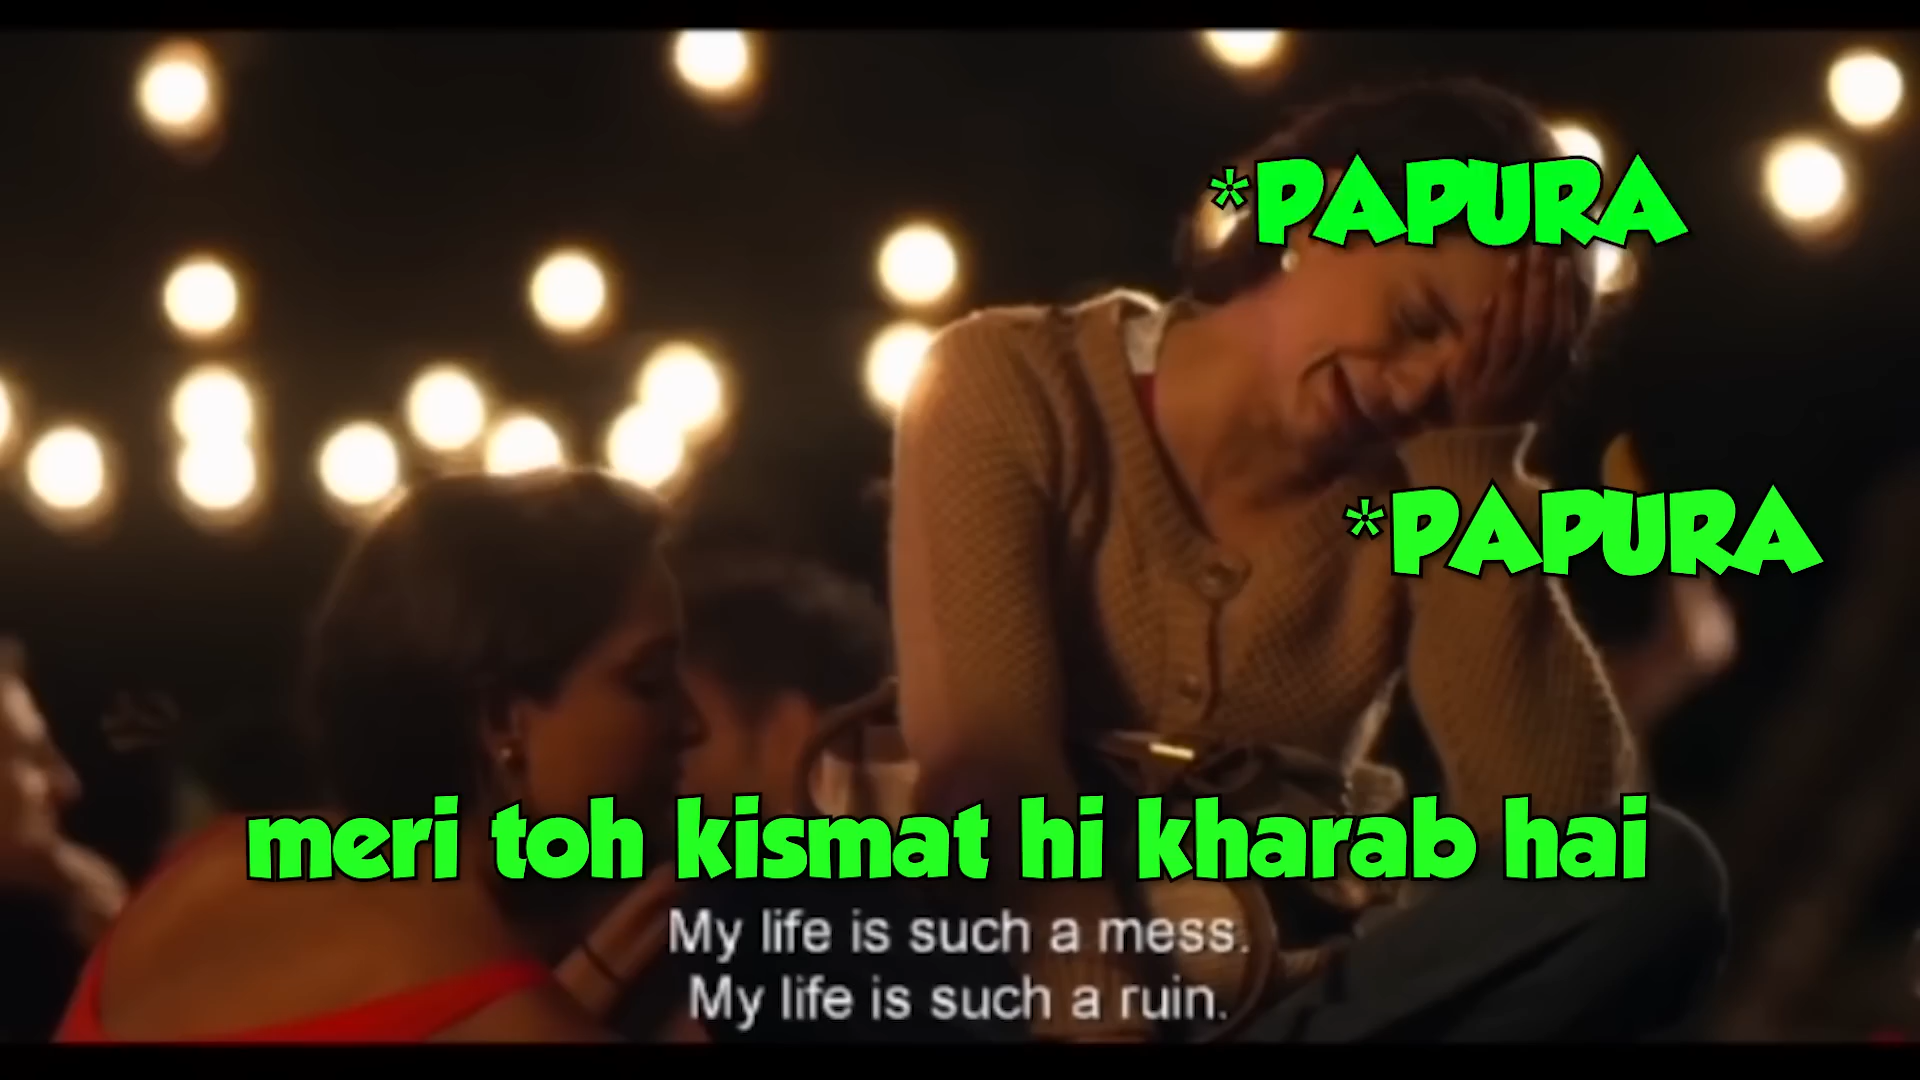 *PAPURA
*PAPURA
meri toh kismat hi kharab hai
My life is such a mess.
My life is such a ruin.